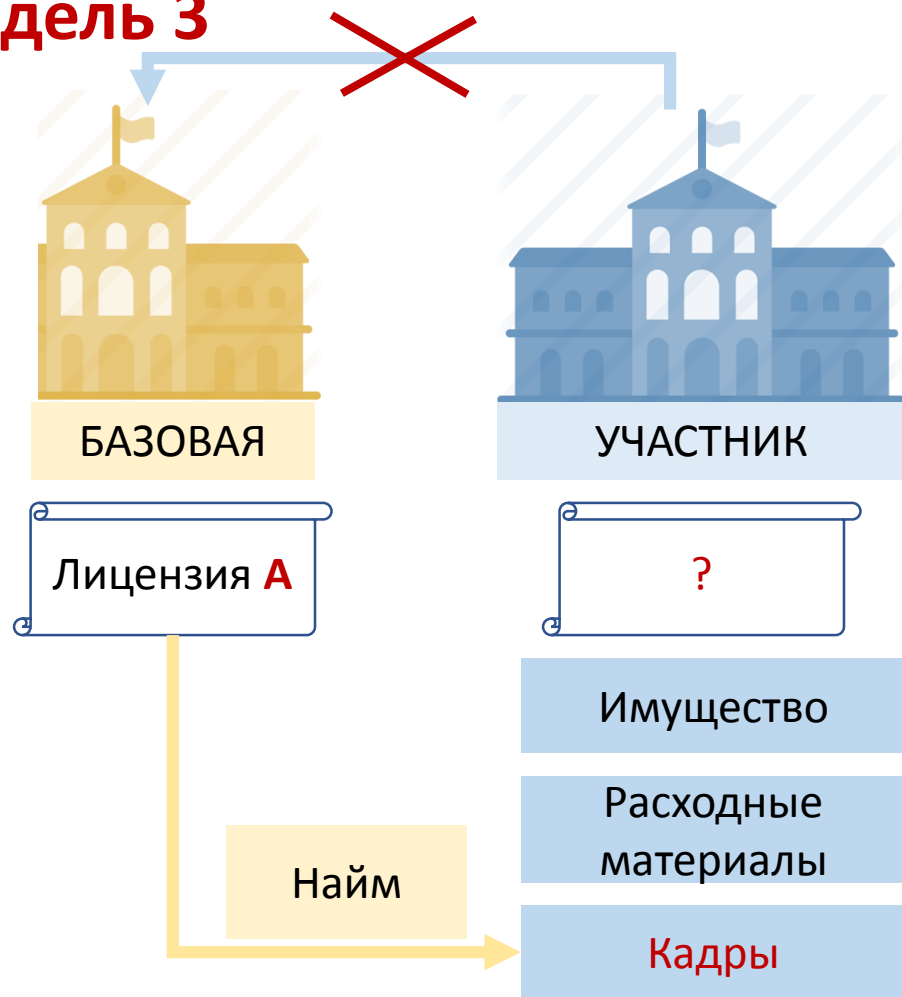 дель 3
БАЗОВАЯ
УЧАСТНИК
Лицензия А
?
Имущество
Расходные
материалы
Найм
Кадры